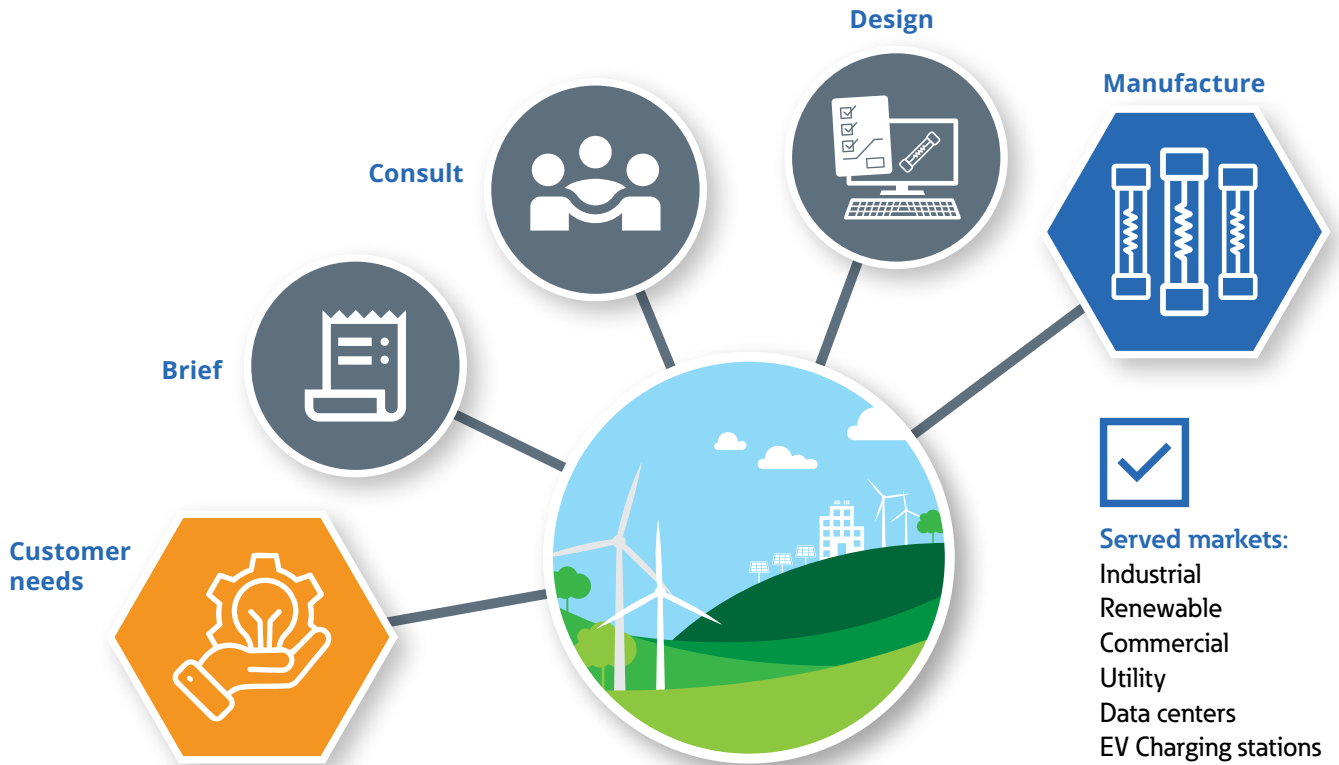 Design
Manufacture
Consult
Brief
Customer
needs
Served markets:
Industrial
Renewable
Commercial
Utility
Data centers
EV Charging stations